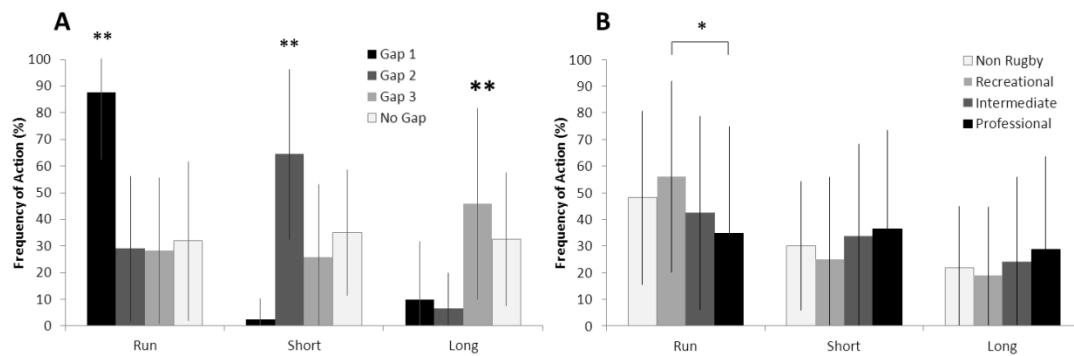 A
**
**
**
Gap 1
Gap 2
Gap 3
No Gap
Frequency of Action (%)
100
90
80
70
60
50
40
30
20
10
0
Run
Short
Long
B
*
Non Rugby
Recreational
Intermediate
Professional
Frequency of Action (%)
100
90
80
70
60
50
40
30
20
10
0
Run
Short
Long